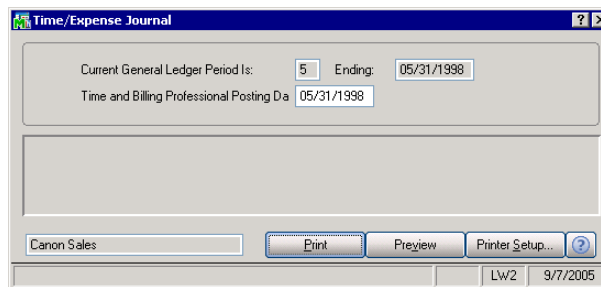 Time/Expense Journal
Current General Ledger Period Is: 5 Ending: 05/31/1998
Time and Billing Professional Posting Da 05/31/1998
Canon Sales Print Preview Printer Setup...
LW2 9/7/2005